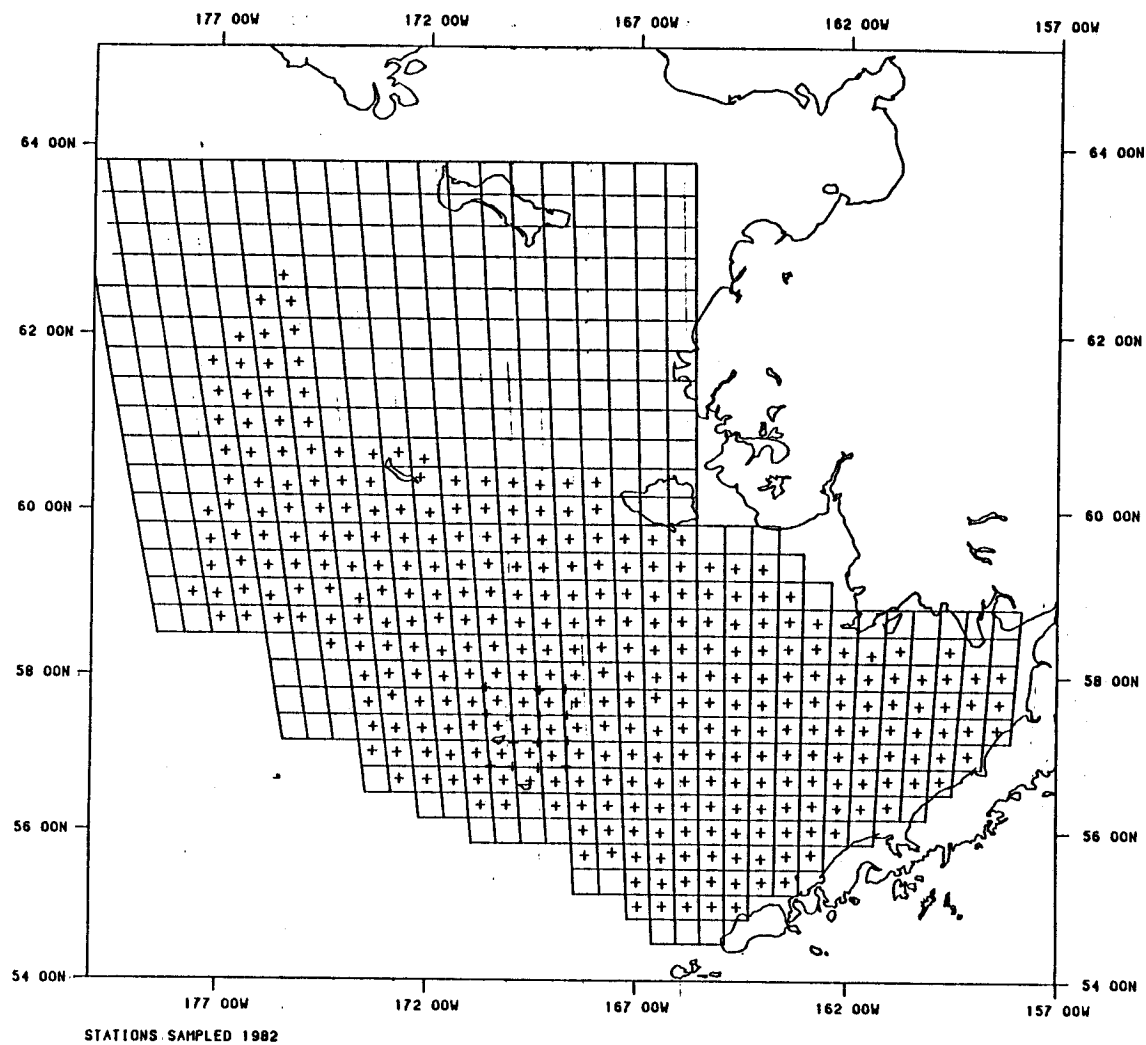 177 00W 172 00W 167 00W 162 00W 157 00W
64 00N 64 00N
62 00N 62 00N
60 00N 60 00N
58 00N 58 00N
56 00N 56 00N
54 00N 54 00N
177 00W 172 00W 167 00W 162 00W 157 00W
STATIONS SAMPLED 1982